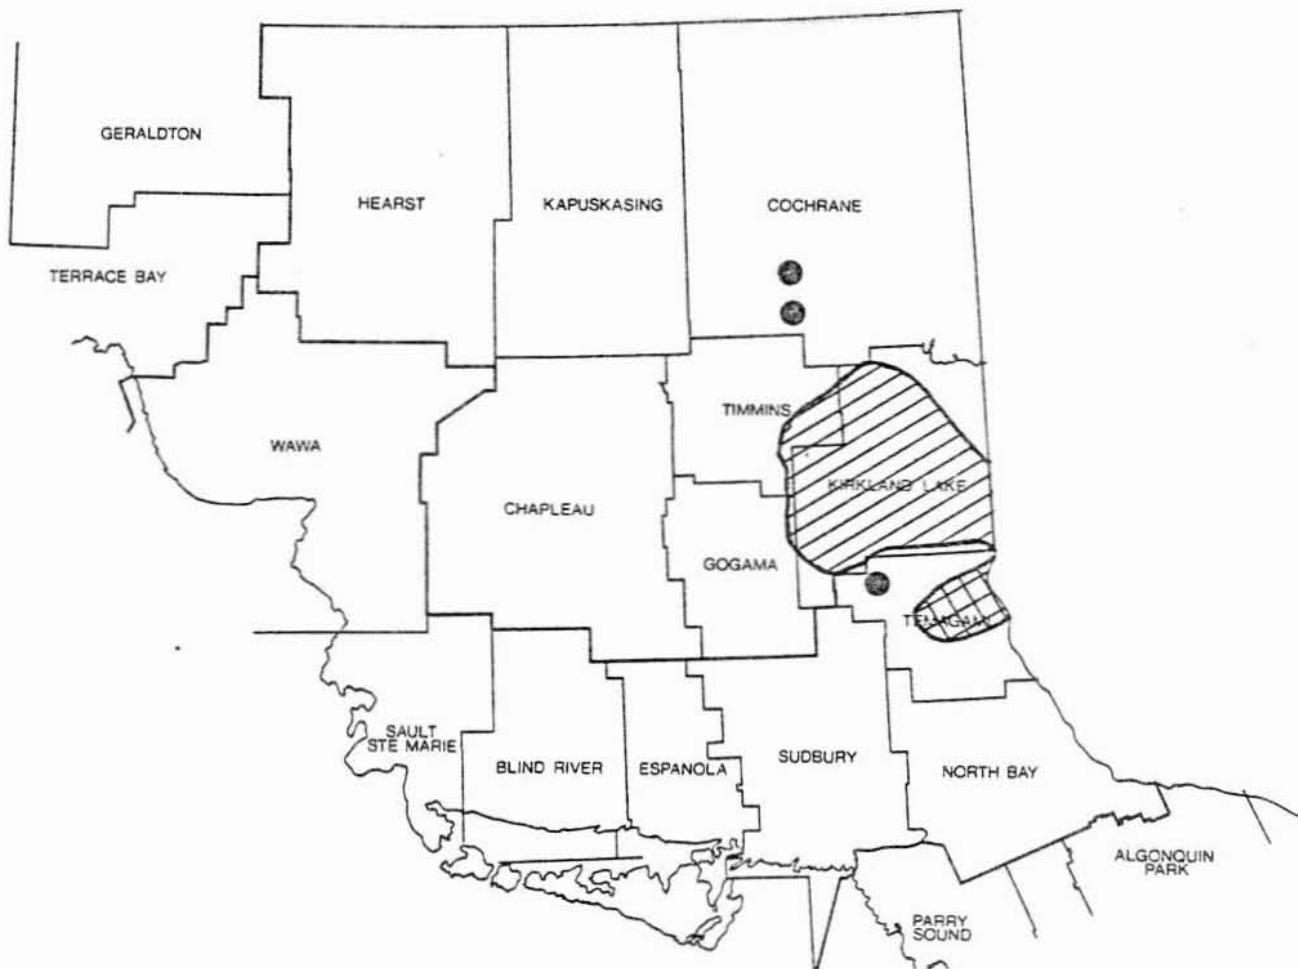 GERALDTON
HEARST
KAPUSKASING
COCHRANE
TERRACE BAY
TIMMINS
WAWA
KIRKLAND LAKE
CHAPLEAU
GOGAMA
TEMAGAMI
SAULT
STE MARIE
BLIND RIVER
ESPANOLA
SUDBURY
NORTH BAY
ALGONQUIN
PARK
PARRY
SOUND